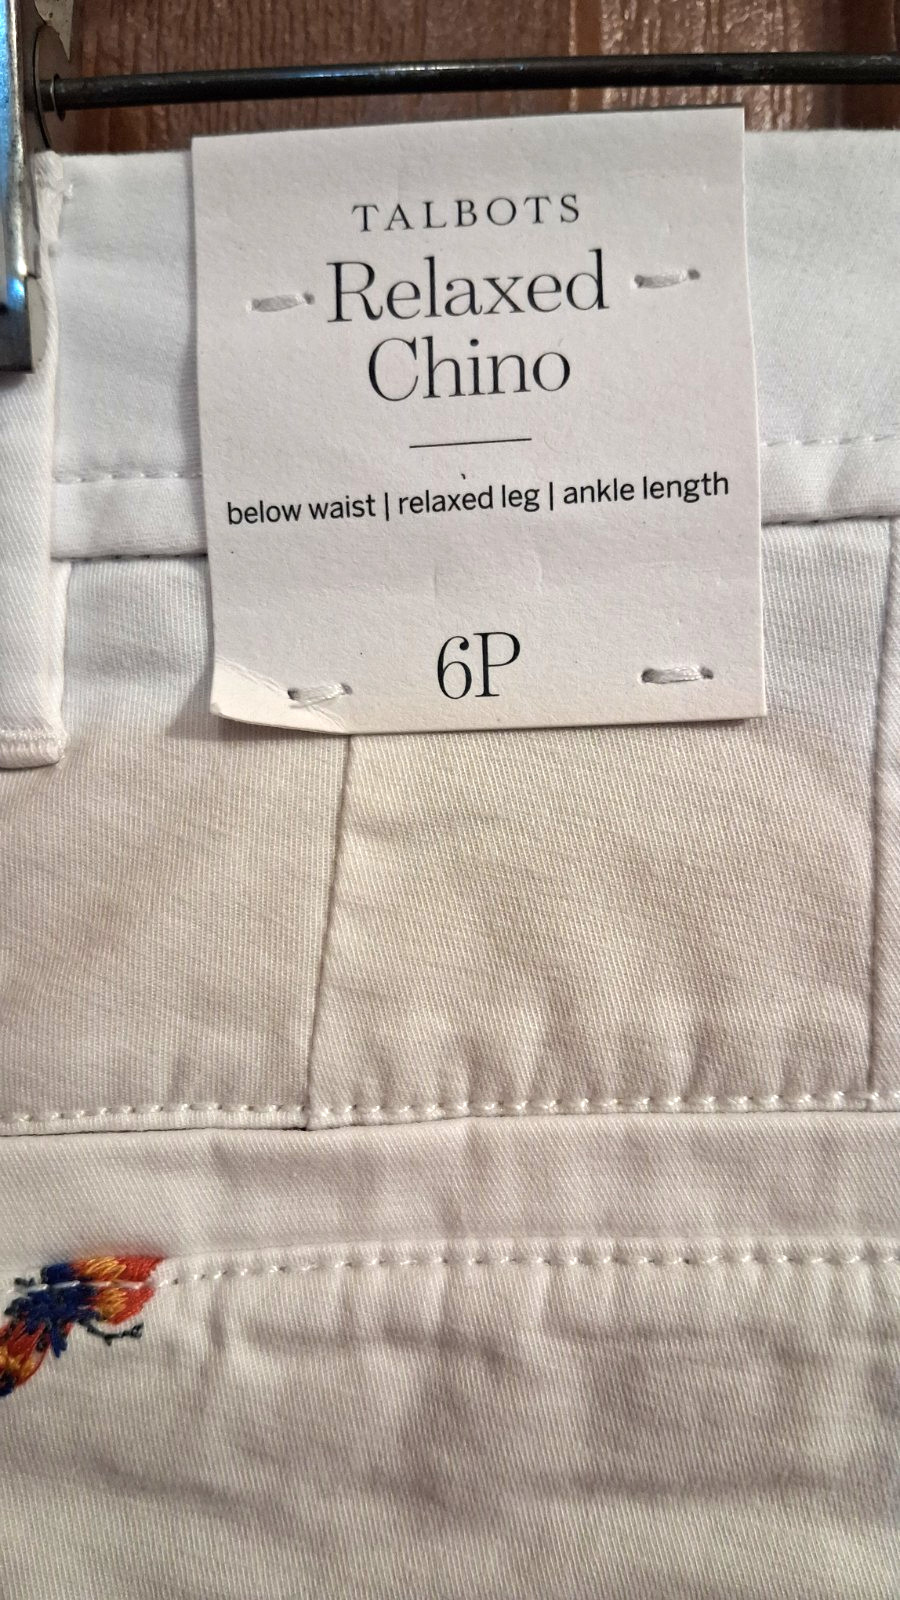 TALBOTS
Relaxed
Chino
below waist | relaxed leg | ankle length
6P